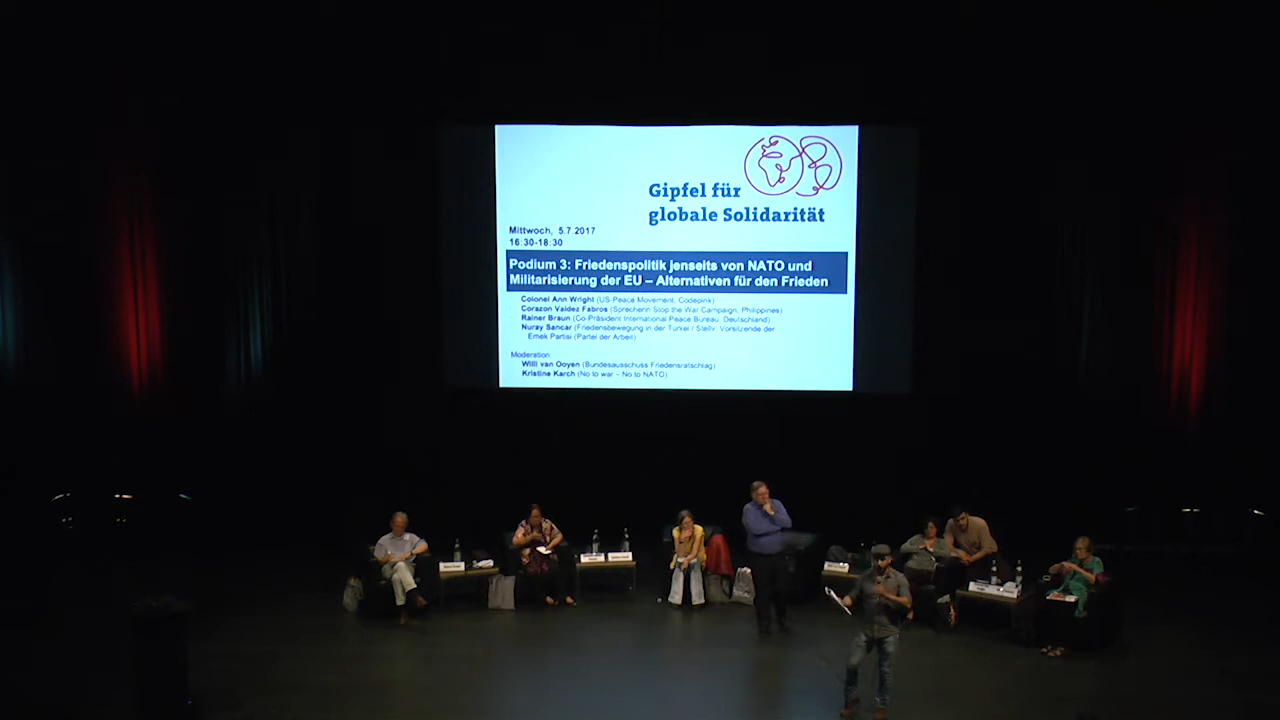 Gipfel für
globale Solidarität
Mittwoch, 5.7.2017
16:30-18:30
Podium 3: Friedenspolitik jenseits von NATO und
Militarisierung der EU – Alternativen für den Frieden
Colonel Ann Wright (US-Peace Movement, Codepink)
Corazon Valdez Fabros (Sprecherin Stop the War Campaign, Philippines)
Rainer Braun (Co-Präsident International Peace Bureau, Deutschland)
Nuray Sancar (Friedensbewegung in der Türkei / Stellv. Vorsitzende der
Emek Partisi (Partei der Arbeit)
Moderation:
Willi van Ooyen (Bundesausschuss Friedensratschlag)
Kristine Karch (No to war – No to NATO)